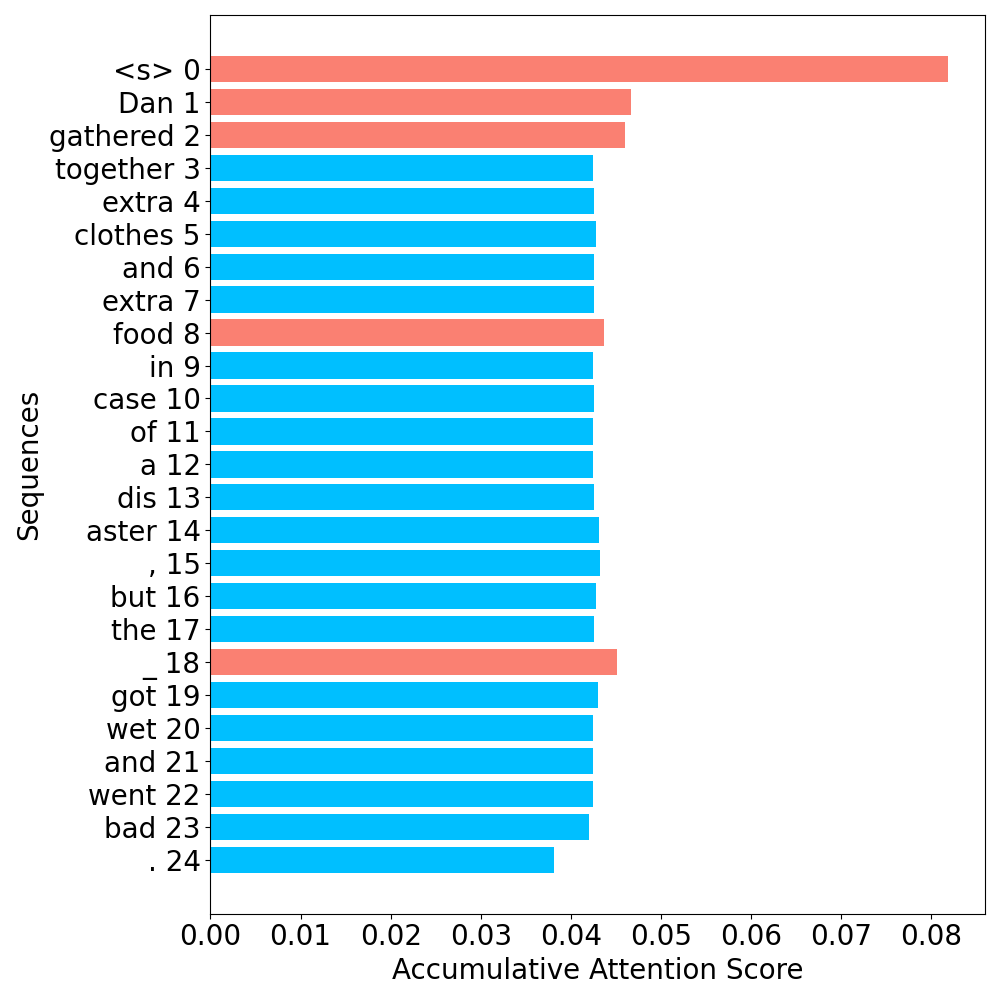 <s> 0
Dan 1
gathered 2
together 3
extra 4
clothes 5
and 6
extra 7
food 8
in 9
case 10
of 11
a 12
dis 13
aster 14
, 15
but 16
the 17
_ 18
got 19
wet 20
and 21
went 22
bad 23
. 24
Sequences
0.00 0.01 0.02 0.03 0.04 0.05 0.06 0.07 0.08
Accumulative Attention Score